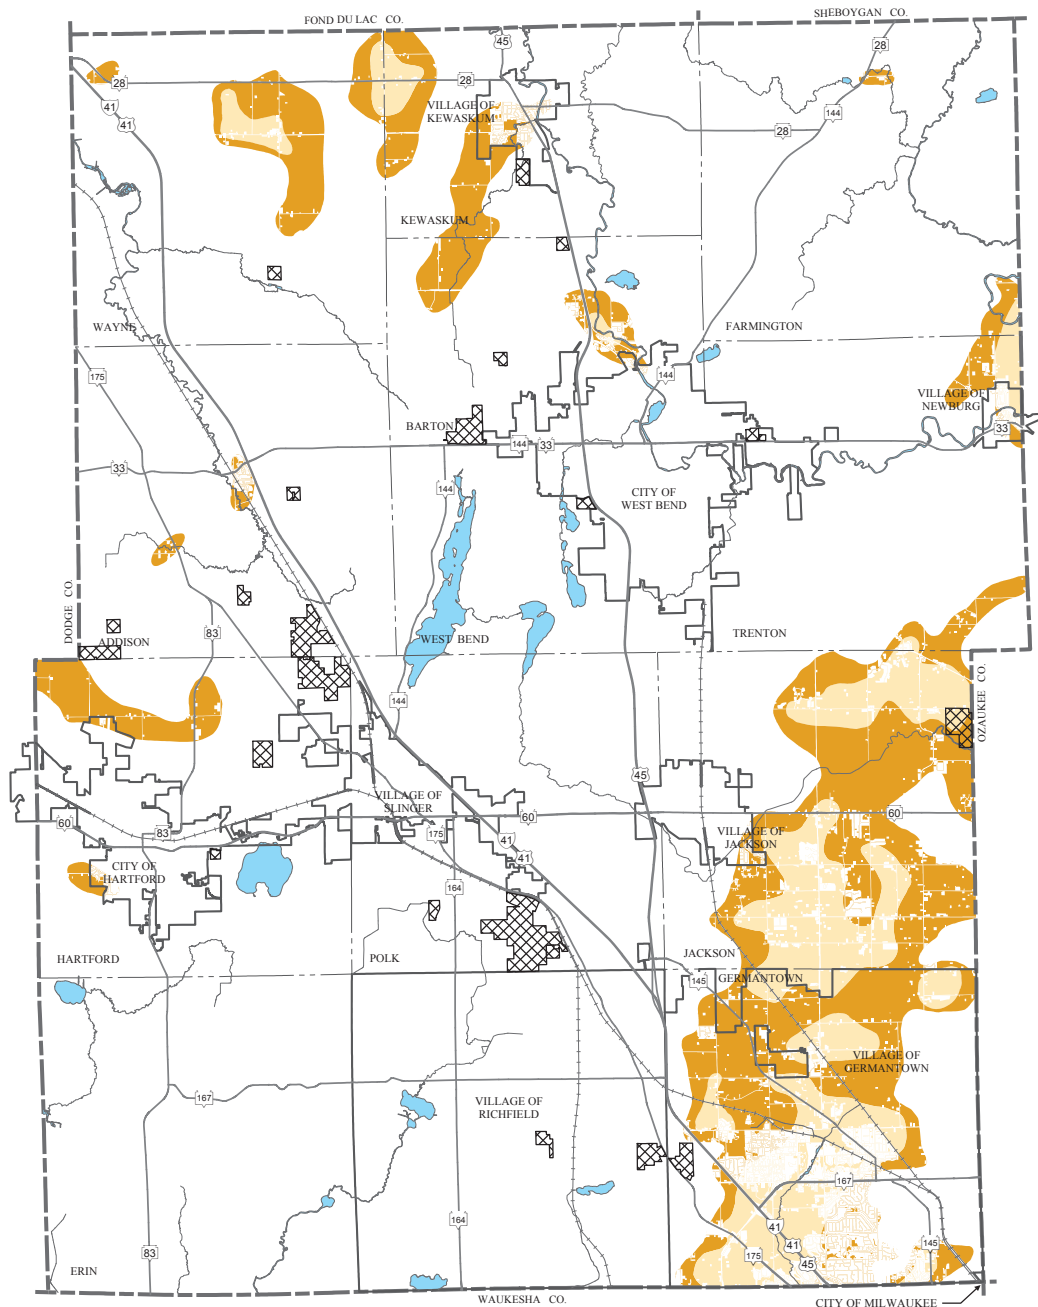 FOND DU LAC CO.
SHEBOYGAN CO.
45
28
28
28
41
41
VILLAGE OF
KEWASKUM
144
28
KEWASKUM
WAYNE
FARMINGTON
175
144
VILLAGE OF
NEWBURG
BARTON
144
33
33
33
144
CITY OF
WEST BEND
DODGE CO.
83
ADDISON
WEST BEND
TRENTON
OZAUKEE CO.
144
45
VILLAGE OF
SLINGER
60
60
60
83
175
41
41
VILLAGE OF
JACKSON
CITY OF
HARTFORD
164
HARTFORD
POLK
JACKSON
GERMANTOWN
145
VILLAGE OF
GERMANTOWN
167
VILLAGE OF
RICHFIELD
167
164
41
41
45
175
145
83
ERIN
WAUKESHA CO.
CITY OF MILWAUKEE